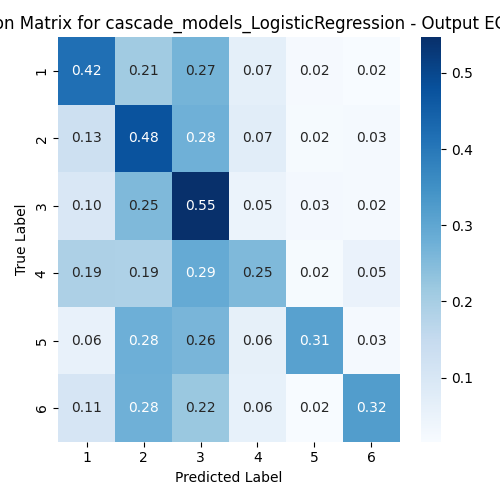 on Matrix for cascade_models_LogisticRegression - Output EC
True Label
1 0.42 0.21 0.27 0.07 0.02 0.02
2 0.13 0.48 0.28 0.07 0.02 0.03
3 0.10 0.25 0.55 0.05 0.03 0.02
4 0.19 0.19 0.29 0.25 0.02 0.05
5 0.06 0.28 0.26 0.06 0.31 0.03
6 0.11 0.28 0.22 0.06 0.02 0.32
1 2 3 4 5 6
Predicted Label
0.5
0.4
0.3
0.2
0.1